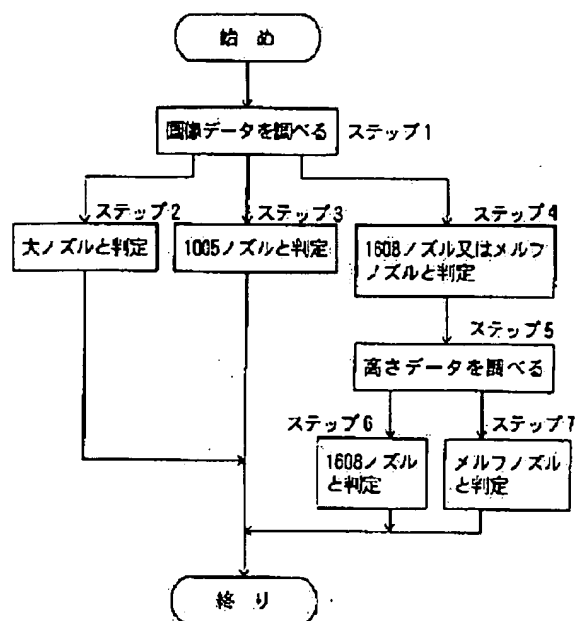 始 め
画像データを調べる
ステップ1
ステップ2
ステップ3
ステップ4
大ノズルと判定
1005ノズルと判定
1608ノズル又はメルフ
ノズルと判定
ステップ5
高さデータを調べる
ステップ6
ステップ7
1608ノズル
と判定
メルフノズル
と判定
終 り